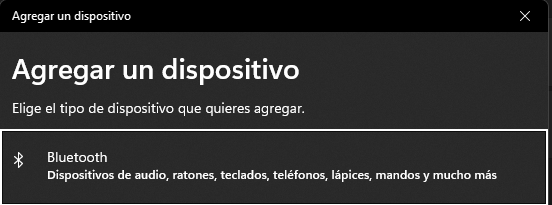 Agregar un dispositivo
Agregar un dispositivo
Elige el tipo de dispositivo que quieres agregar.
Bluetooth
Dispositivos de audio, ratones, teclados, teléfonos, lápices, mandos y mucho más